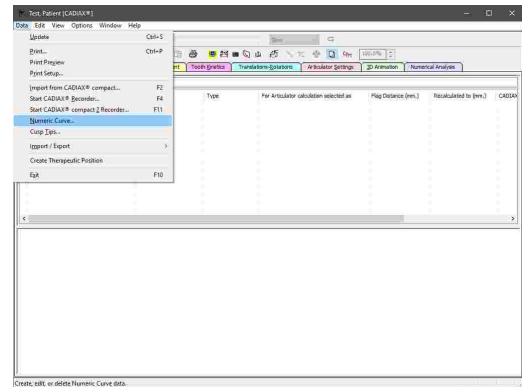 Test, Patient [CADIAX®]
Data Edit View Options Window Help
Update Ctrl+S
Print... Ctrl+P
Print Preview
Print Setup...
Import from CADIAX® compact... F2
Start CADIAX® Recorder... F4
Start CADIAX® compact 2 Recorder... F11
Numeric Curve...
Cusp Tips...
Import / Export
Create Therapeutic Position
Exit F10
Slow
100.0%
Tooth Kinetics Translations-Rotations Articulator Settings 3D Animation Numerical Analysis
Type For Articulator calculation selected as Flag Distance (mm.) Recalculated to (mm.) CADIAX
Create, edit, or delete Numeric Curve data.